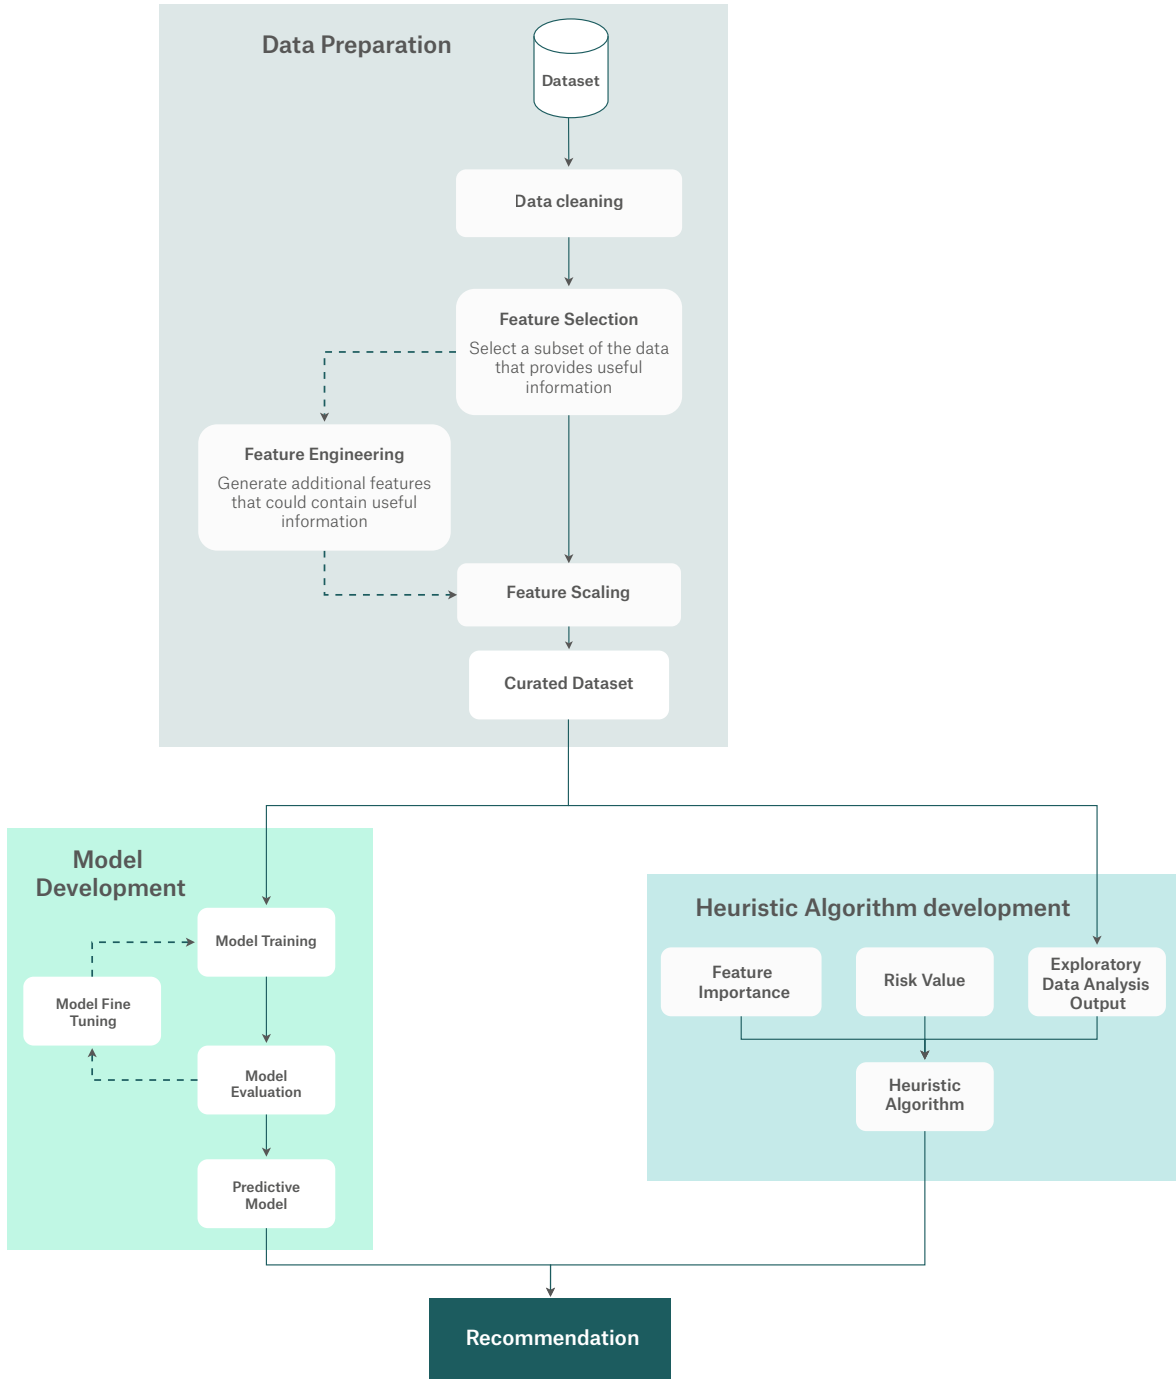 Data Preparation
Dataset
Data cleaning
Feature Selection
Select a subset of the data
that provides useful
information
Feature Engineering
Generate additional features
that could contain useful
information
Feature Scaling
Curated Dataset
Model
Development
Model Training
Model Fine
Tuning
Model
Evaluation
Predictive
Model
Heuristic Algorithm development
Feature
Importance
Risk Value
Exploratory
Data Analysis
Output
Heuristic
Algorithm
Recommendation